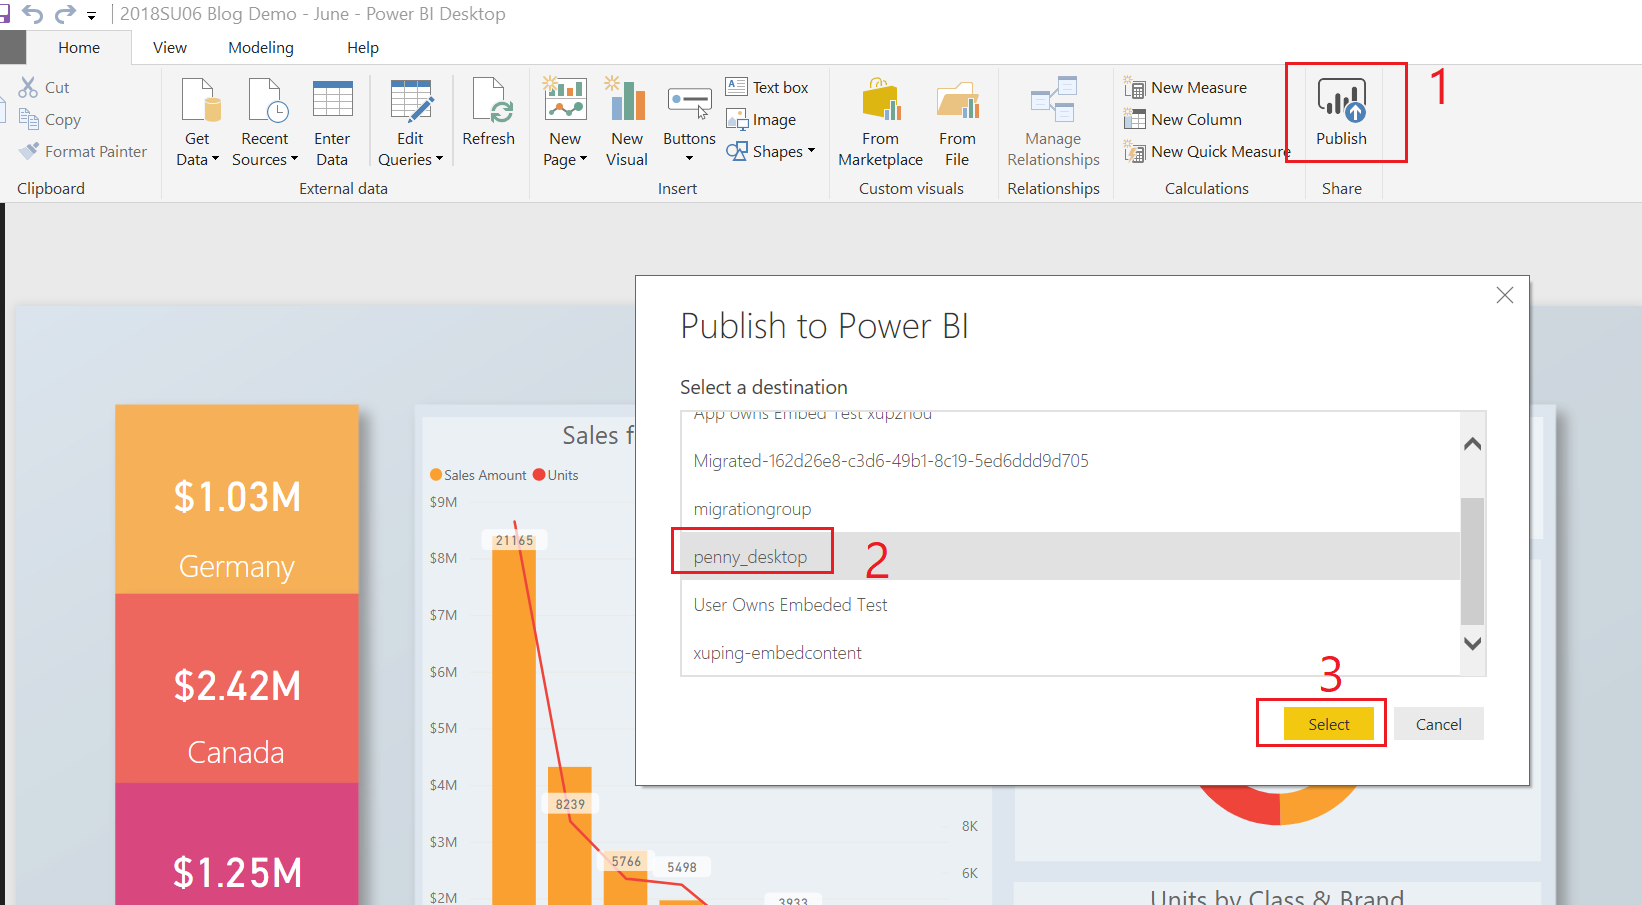 2018SU06 Blog Demo - June - Power BI Desktop
Home View Modeling Help
Cut
Copy
Format Painter
Clipboard
Get Data
Recent Sources
Enter Data
Edit Queries
Refresh
External data
New Page
New Visual
Buttons
Text box
Image
Shapes
Insert
From Marketplace
From File
Custom visuals
Manage Relationships
Relationships
New Measure
New Column
New Quick Measure
Calculations
Publish
Share
1
Publish to Power BI
Select a destination
App owns Embed Test xupzhou
Migrated-162d26e8-c3d6-49b1-8c19-5ed6ddd9d705
migrationgroup
penny_desktop
2
User Owns Embeded Test
xuping-embedcontent
3
Select
Cancel
$1.03M
Germany
$2.42M
Canada
$1.25M
Sales f
Sales Amount Units
$9M
$8M
$7M
$6M
$5M
$4M
$3M
$2M
21165
8239
5766
5498
3933
8K
6K
Units by Class & Brand